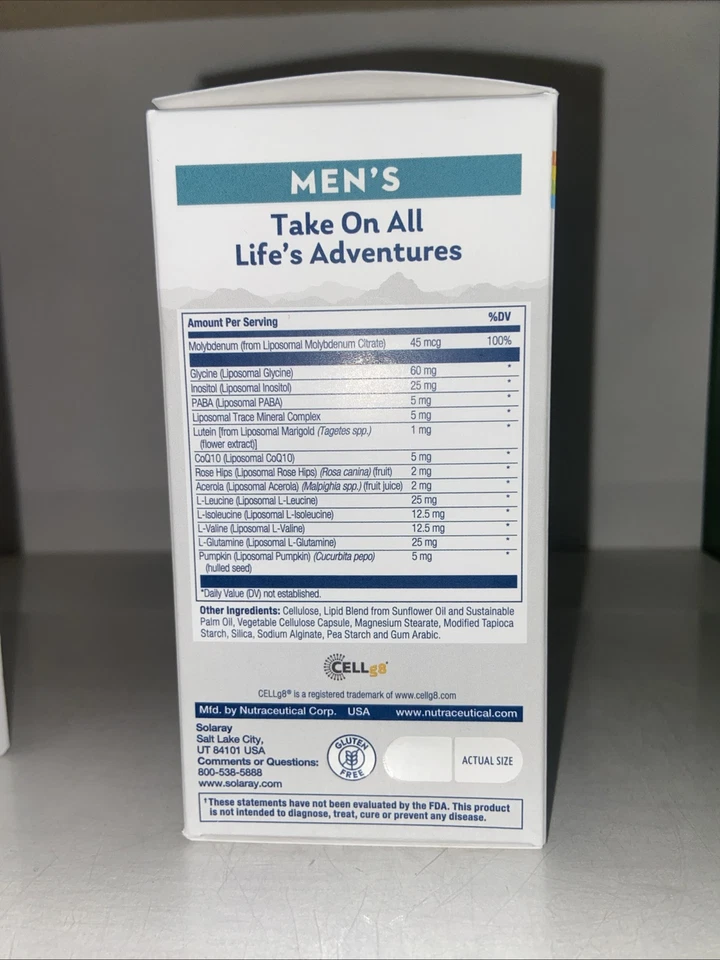 MEN'S
Take On All
Life's Adventures
Amount Per Serving %DV
Molybdenum (from Liposomal Molybdenum Citrate) 45 mcg 100%
Glycine (Liposomal Glycine) 60 mg *
Inositol (Liposomal Inositol) 25 mg *
PABA (Liposomal PABA) 5 mg *
Liposomal Trace Mineral Complex 5 mg *
Lutein [from Liposomal Marigold (Tagetes spp.) 1 mg *
(flower extract)]
CoQ10 (Liposomal CoQ10) 5 mg *
Rose Hips (Liposomal Rose Hips) (Rosa canina) (fruit) 2 mg *
Acerola (Liposomal Acerola) (Malpighia spp.) (fruit juice) 2 mg *
L-Leucine (Liposomal L-Leucine) 25 mg *
L-Isoleucine (Liposomal L-Isoleucine) 12.5 mg *
L-Valine (Liposomal L-Valine) 12.5 mg *
L-Glutamine (Liposomal L-Glutamine) 25 mg *
Pumpkin (Liposomal Pumpkin) (Cucurbita pepo) 5 mg *
(hulled seed)
*Daily Value (DV) not established.
Other Ingredients: Cellulose, Lipid Blend from Sunflower Oil and Sustainable
Palm Oil, Vegetable Cellulose Capsule, Magnesium Stearate, Modified Tapioca
Starch, Silica, Sodium Alginate, Pea Starch and Gum Arabic.
CELLg8®
CELLg8® is a registered trademark of www.cellg8.com
Mfd. by Nutraceutical Corp. USA www.nutraceutical.com
Solaray
Salt Lake City,
UT 84101 USA
Comments or Questions:
800-538-5888
www.solaray.com
GLUTEN
FREE
ACTUAL SIZE
†These statements have not been evaluated by the FDA. This product
is not intended to diagnose, treat, cure or prevent any disease.